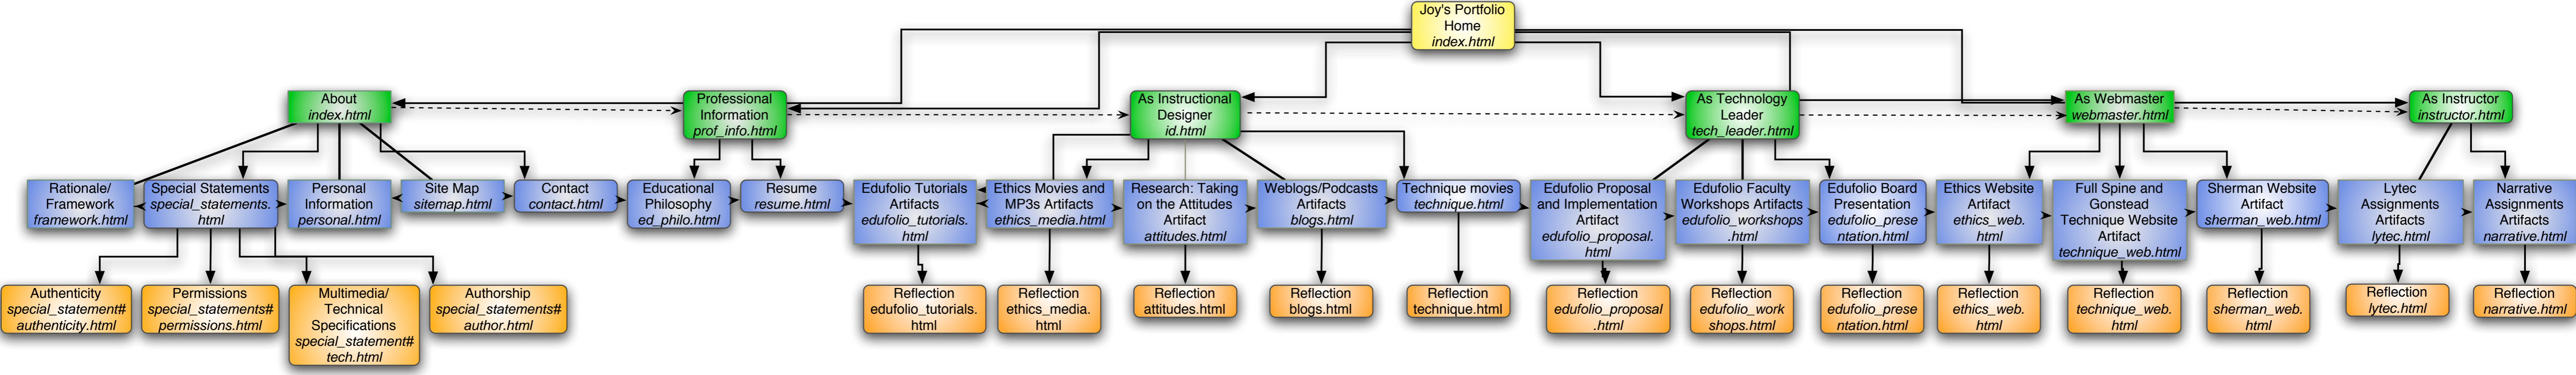 Joy's Portfolio
Home
index.html
About
index.html
Professional
Information
prof_info.html
As Instructional
Designer
id.html
As Technology
Leader
tech_leader.html
As Webmaster
webmaster.html
As Instructor
instructor.html
Rationale/
Framework
framework.html
Special Statements
special_statements.
html
Personal
Information
personal.html
Site Map
sitemap.html
Contact
contact.html
Educational
Philosophy
ed_philo.html
Resume
resume.html
Edufolio Tutorials
Artifacts
edufolio_tutorials.
html
Ethics Movies and
MP3s Artifacts
ethics_media.html
Research: Taking
on the Attitudes
Artifact
attitudes.html
Weblogs/Podcasts
Artifacts
blogs.html
Technique movies
technique.html
Edufolio Proposal
and Implementation
Artifact
edufolio_proposal.
html
Edufolio Faculty
Workshops Artifacts
edufolio_workshops
.html
Edufolio Board
Presentation
edufolio_prese
ntation.html
Ethics Website
Artifact
ethics_web.
html
Full Spine and
Gonstead
Technique Website
Artifact
technique_web.html
Sherman Website
Artifact
sherman_web.html
Lytec
Assignments
Artifacts
lytec.html
Narrative
Assignments
Artifacts
narrative.html
Authenticity
special_statement#
authenticity.html
Permissions
special_statements#
permissions.html
Multimedia/
Technical
Specifications
special_statement#
tech.html
Authorship
special_statements#
author.html
Reflection
edufolio_tutorials.
html
Reflection
ethics_media.
html
Reflection
attitudes.html
Reflection
blogs.html
Reflection
technique.html
Reflection
edufolio_proposal
.html
Reflection
edufolio_work
shops.html
Reflection
edufolio_prese
ntation.html
Reflection
ethics_web.
html
Reflection
technique_web.
html
Reflection
sherman_web.
html
Reflection
lytec.html
Reflection
narrative.html